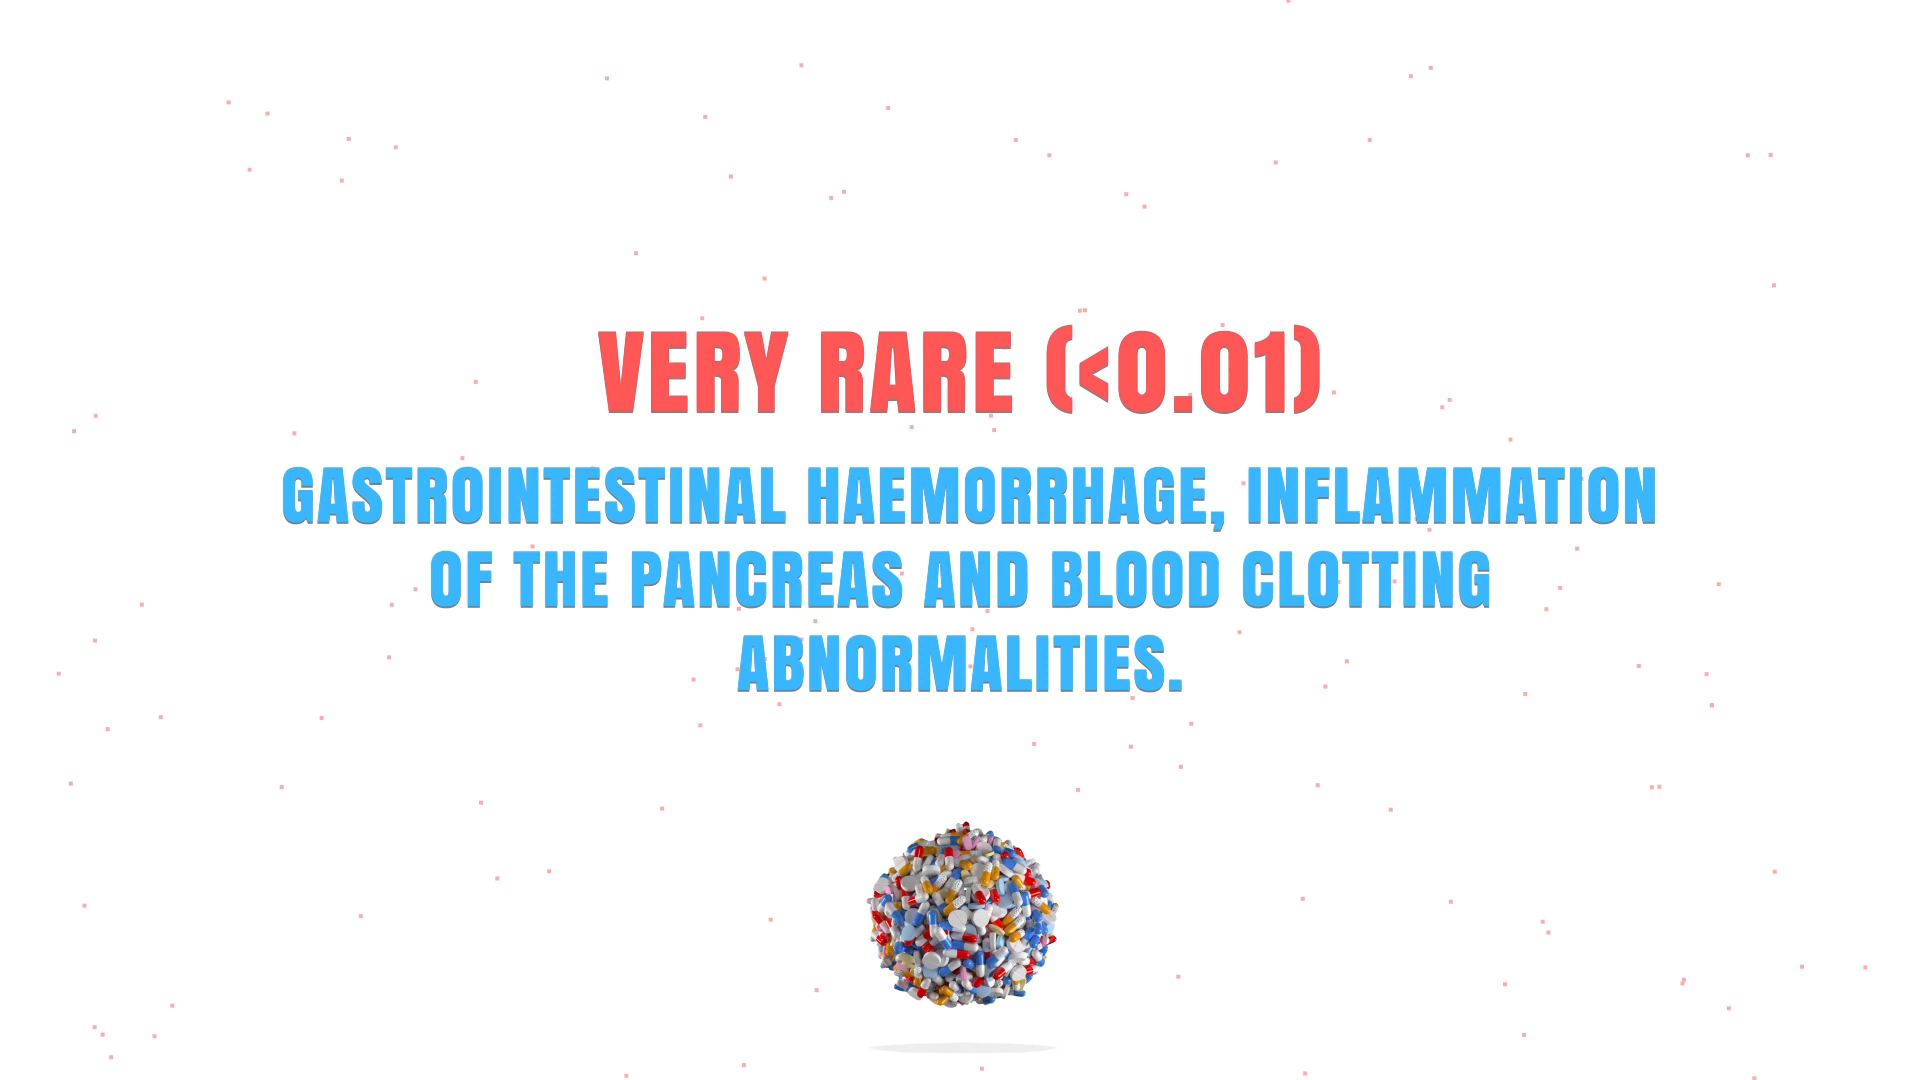 VERY RARE (<0.01)
GASTROINTESTINAL HAEMORRHAGE, INFLAMMATION
OF THE PANCREAS AND BLOOD CLOTTING
ABNORMALITIES.